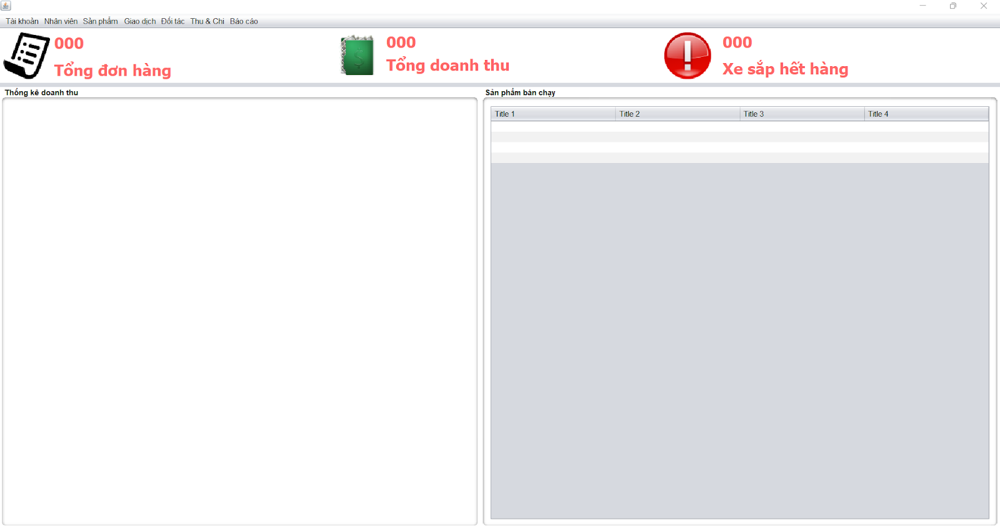 Tài khoản Nhân viên Sản phẩm Giao dịch Đối tác Thu & Chi Báo cáo
000
Tổng đơn hàng
000
Tổng doanh thu
000
Xe sắp hết hàng
Thống kê doanh thu
Sản phẩm bán chạy
Title 1 Title 2 Title 3 Title 4